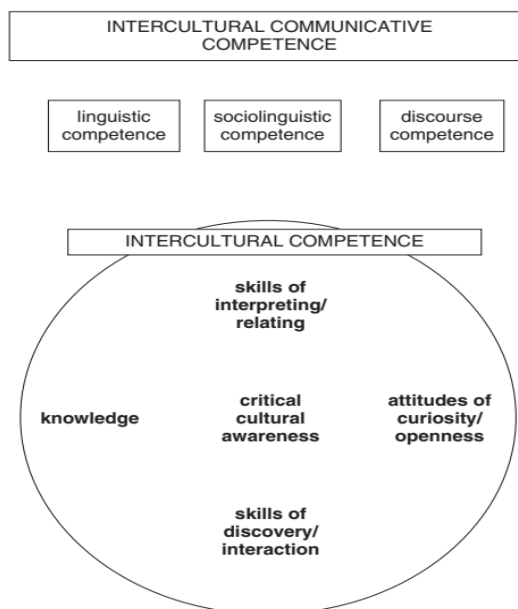 INTERCULTURAL COMMUNICATIVE
COMPETENCE
linguistic
competence
sociolinguistic
competence
discourse
competence
INTERCULTURAL COMPETENCE
skills of
interpreting/
relating
knowledge
critical
cultural
awareness
attitudes of
curiosity/
openness
skills of
discovery/
interaction